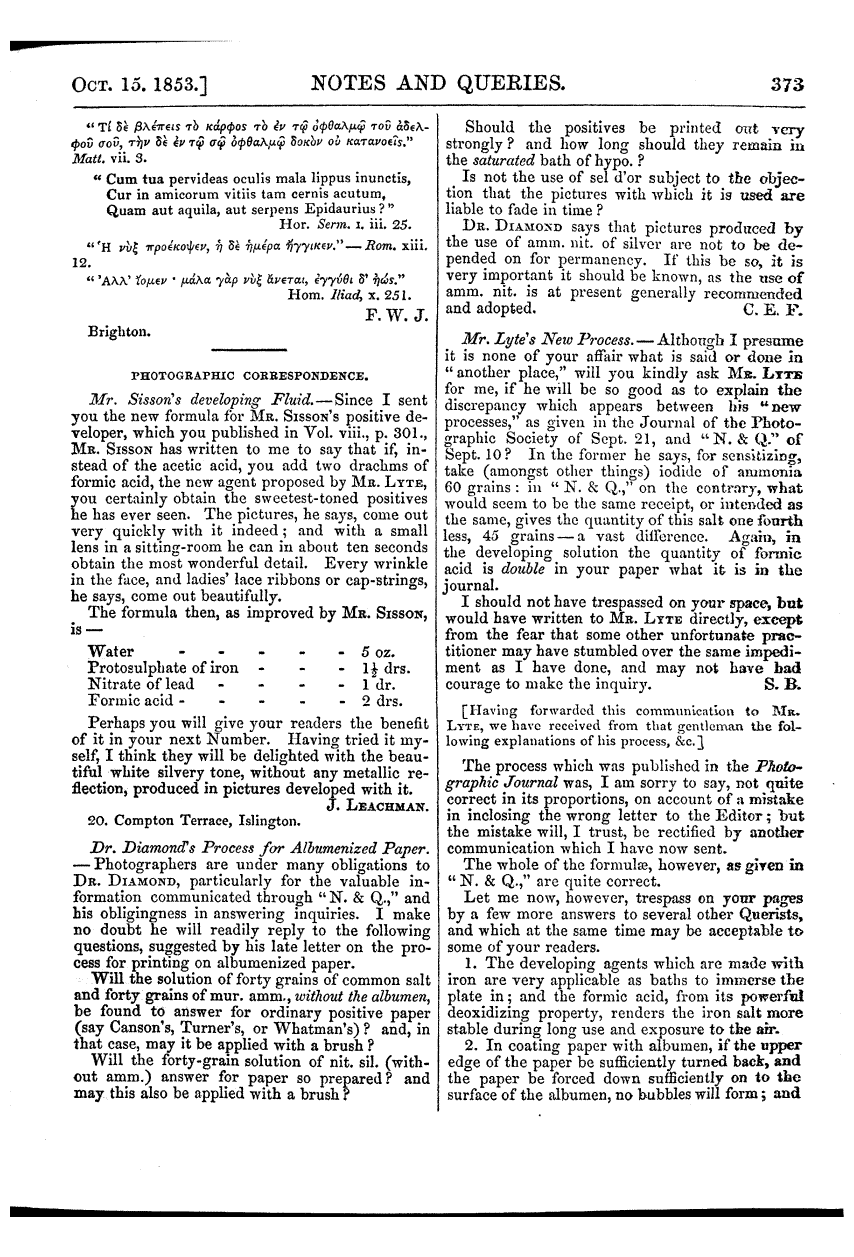 OCT. 15. 1853.] NOTES AND QUERIES. 373
“Τί δὲ βλέπεις τὸ κάρφος τὸ ἐν τῷ ὀφθαλμῷ τοῦ ἀδελ-
φοῦ σοῦ, τὴν δὲ ἐν τῷ σῷ ὀφθαλμῷ δοκὸν οὐ κατανοεῖς.”
Matt. vii. 3.
“Cum tua pervideas oculis mala lippus inunctis,
Cur in amicorum vitiis tam cernis acutum,
Quam aut aquila, aut serpens Epidaurius?”
Hor. Serm. I. iii. 25.
“Ἡ νὺξ προέκοψεν, ἡ δὲ ἡμέρα ἤγγικεν.”—Rom. xiii.
12.
“Ἀλλ’ ἴομεν · μάλα γὰρ νὺξ ἄνεται, ἐγγύθι δ’ ἠώς.”
Hom. Iliad, x. 251.
F. W. J.
Brighton.
PHOTOGRAPHIC CORRESPONDENCE.
Mr. Sisson's developing Fluid.—Since I sent
you the new formula for MR. SISSON's positive de-
veloper, which you published in Vol. viii., p. 301.,
MR. SISSON has written to me to say that if, in-
stead of the acetic acid, you add two drachms of
formic acid, the new agent proposed by MR. LYTE,
you certainly obtain the sweetest-toned positives
he has ever seen. The pictures, he says, come out
very quickly with it indeed; and with a small
lens in a sitting-room he can in about ten seconds
obtain the most wonderful detail. Every wrinkle
in the face, and ladies' lace ribbons or cap-strings,
he says, come out beautifully.
The formula then, as improved by MR. SISSON,
is—
Water - - - - - 5 oz.
Protosulphate of iron - - - 1½ drs.
Nitrate of lead - - - - 1 dr.
Formic acid - - - - - 2 drs.
Perhaps you will give your readers the benefit
of it in your next Number. Having tried it my-
self, I think they will be delighted with the beau-
tiful white silvery tone, without any metallic re-
flection, produced in pictures developed with it.
J. LEACHMAN.
20. Compton Terrace, Islington.
Dr. Diamond's Process for Albumenized Paper.
—Photographers are under many obligations to
DR. DIAMOND, particularly for the valuable in-
formation communicated through “N. & Q.,” and
his obligingness in answering inquiries. I make
no doubt he will readily reply to the following
questions, suggested by his late letter on the pro-
cess for printing on albumenized paper.
Will the solution of forty grains of common salt
and forty grains of mur. amm., without the albumen,
be found to answer for ordinary positive paper
(say Canson's, Turner's, or Whatman's)? and, in
that case, may it be applied with a brush?
Will the forty-grain solution of nit. sil. (with-
out amm.) answer for paper so prepared? and
may this also be applied with a brush?
Should the positives be printed out very
strongly? and how long should they remain in
the saturated bath of hypo.?
Is not the use of sel d'or subject to the objec-
tion that the pictures with which it is used are
liable to fade in time?
DR. DIAMOND says that pictures produced by
the use of amm. nit. of silver are not to be de-
pended on for permanency. If this be so, it is
very important it should be known, as the use of
amm. nit. is at present generally recommended
and adopted. C. E. F.
Mr. Lyte's New Process.—Although I presume
it is none of your affair what is said or done in
“another place,” will you kindly ask MR. LYTE
for me, if he will be so good as to explain the
discrepancy which appears between his “new
processes,” as given in the Journal of the Photo-
graphic Society of Sept. 21, and “N. & Q.” of
Sept. 10? In the former he says, for sensitizing,
take (amongst other things) iodide of ammonia
60 grains: in “N. & Q.,” on the contrary, what
would seem to be the same receipt, or intended as
the same, gives the quantity of this salt one fourth
less, 45 grains—a vast difference. Again, in
the developing solution the quantity of formic
acid is double in your paper what it is in the
journal.
I should not have trespassed on your space, but
would have written to MR. LYTE directly, except
from the fear that some other unfortunate prac-
titioner may have stumbled over the same impedi-
ment as I have done, and may not have had
courage to make the inquiry. S. B.
[Having forwarded this communication to MR.
LYTE, we have received from that gentleman the fol-
lowing explanations of his process, &c.]
The process which was published in the Photo-
graphic Journal was, I am sorry to say, not quite
correct in its proportions, on account of a mistake
in inclosing the wrong letter to the Editor; but
the mistake will, I trust, be rectified by another
communication which I have now sent.
The whole of the formulæ, however, as given in
“N. & Q.,” are quite correct.
Let me now, however, trespass on your pages
by a few more answers to several other Querists,
and which at the same time may be acceptable to
some of your readers.
1. The developing agents which are made with
iron are very applicable as baths to immerse the
plate in; and the formic acid, from its powerful
deoxidizing property, renders the iron salt more
stable during long use and exposure to the air.
2. In coating paper with albumen, if the upper
edge of the paper be sufficiently turned back, and
the paper be forced down sufficiently on to the
surface of the albumen, no bubbles will form; and